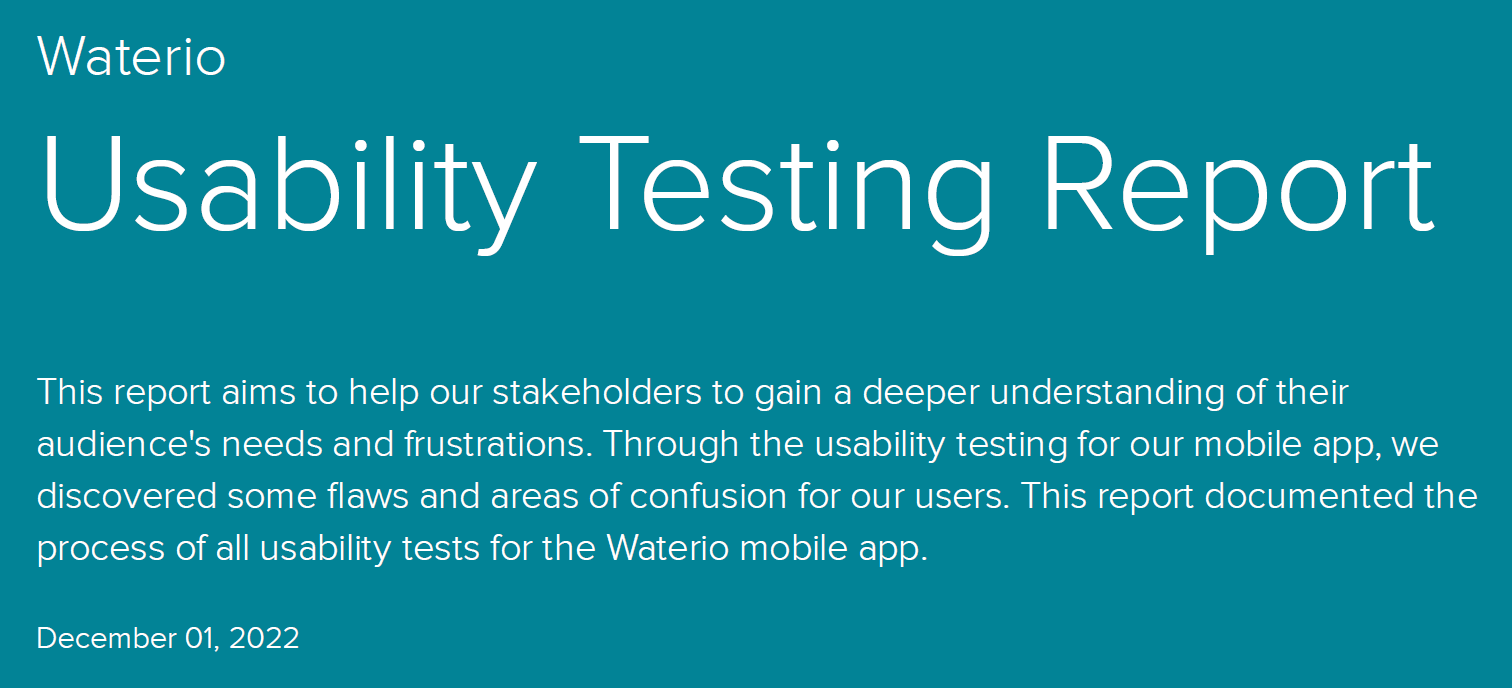 Waterio
Usability Testing Report
This report aims to help our stakeholders to gain a deeper understanding of their
audience's needs and frustrations. Through the usability testing for our mobile app, we
discovered some flaws and areas of confusion for our users. This report documented the
process of all usability tests for the Waterio mobile app.
December 01, 2022